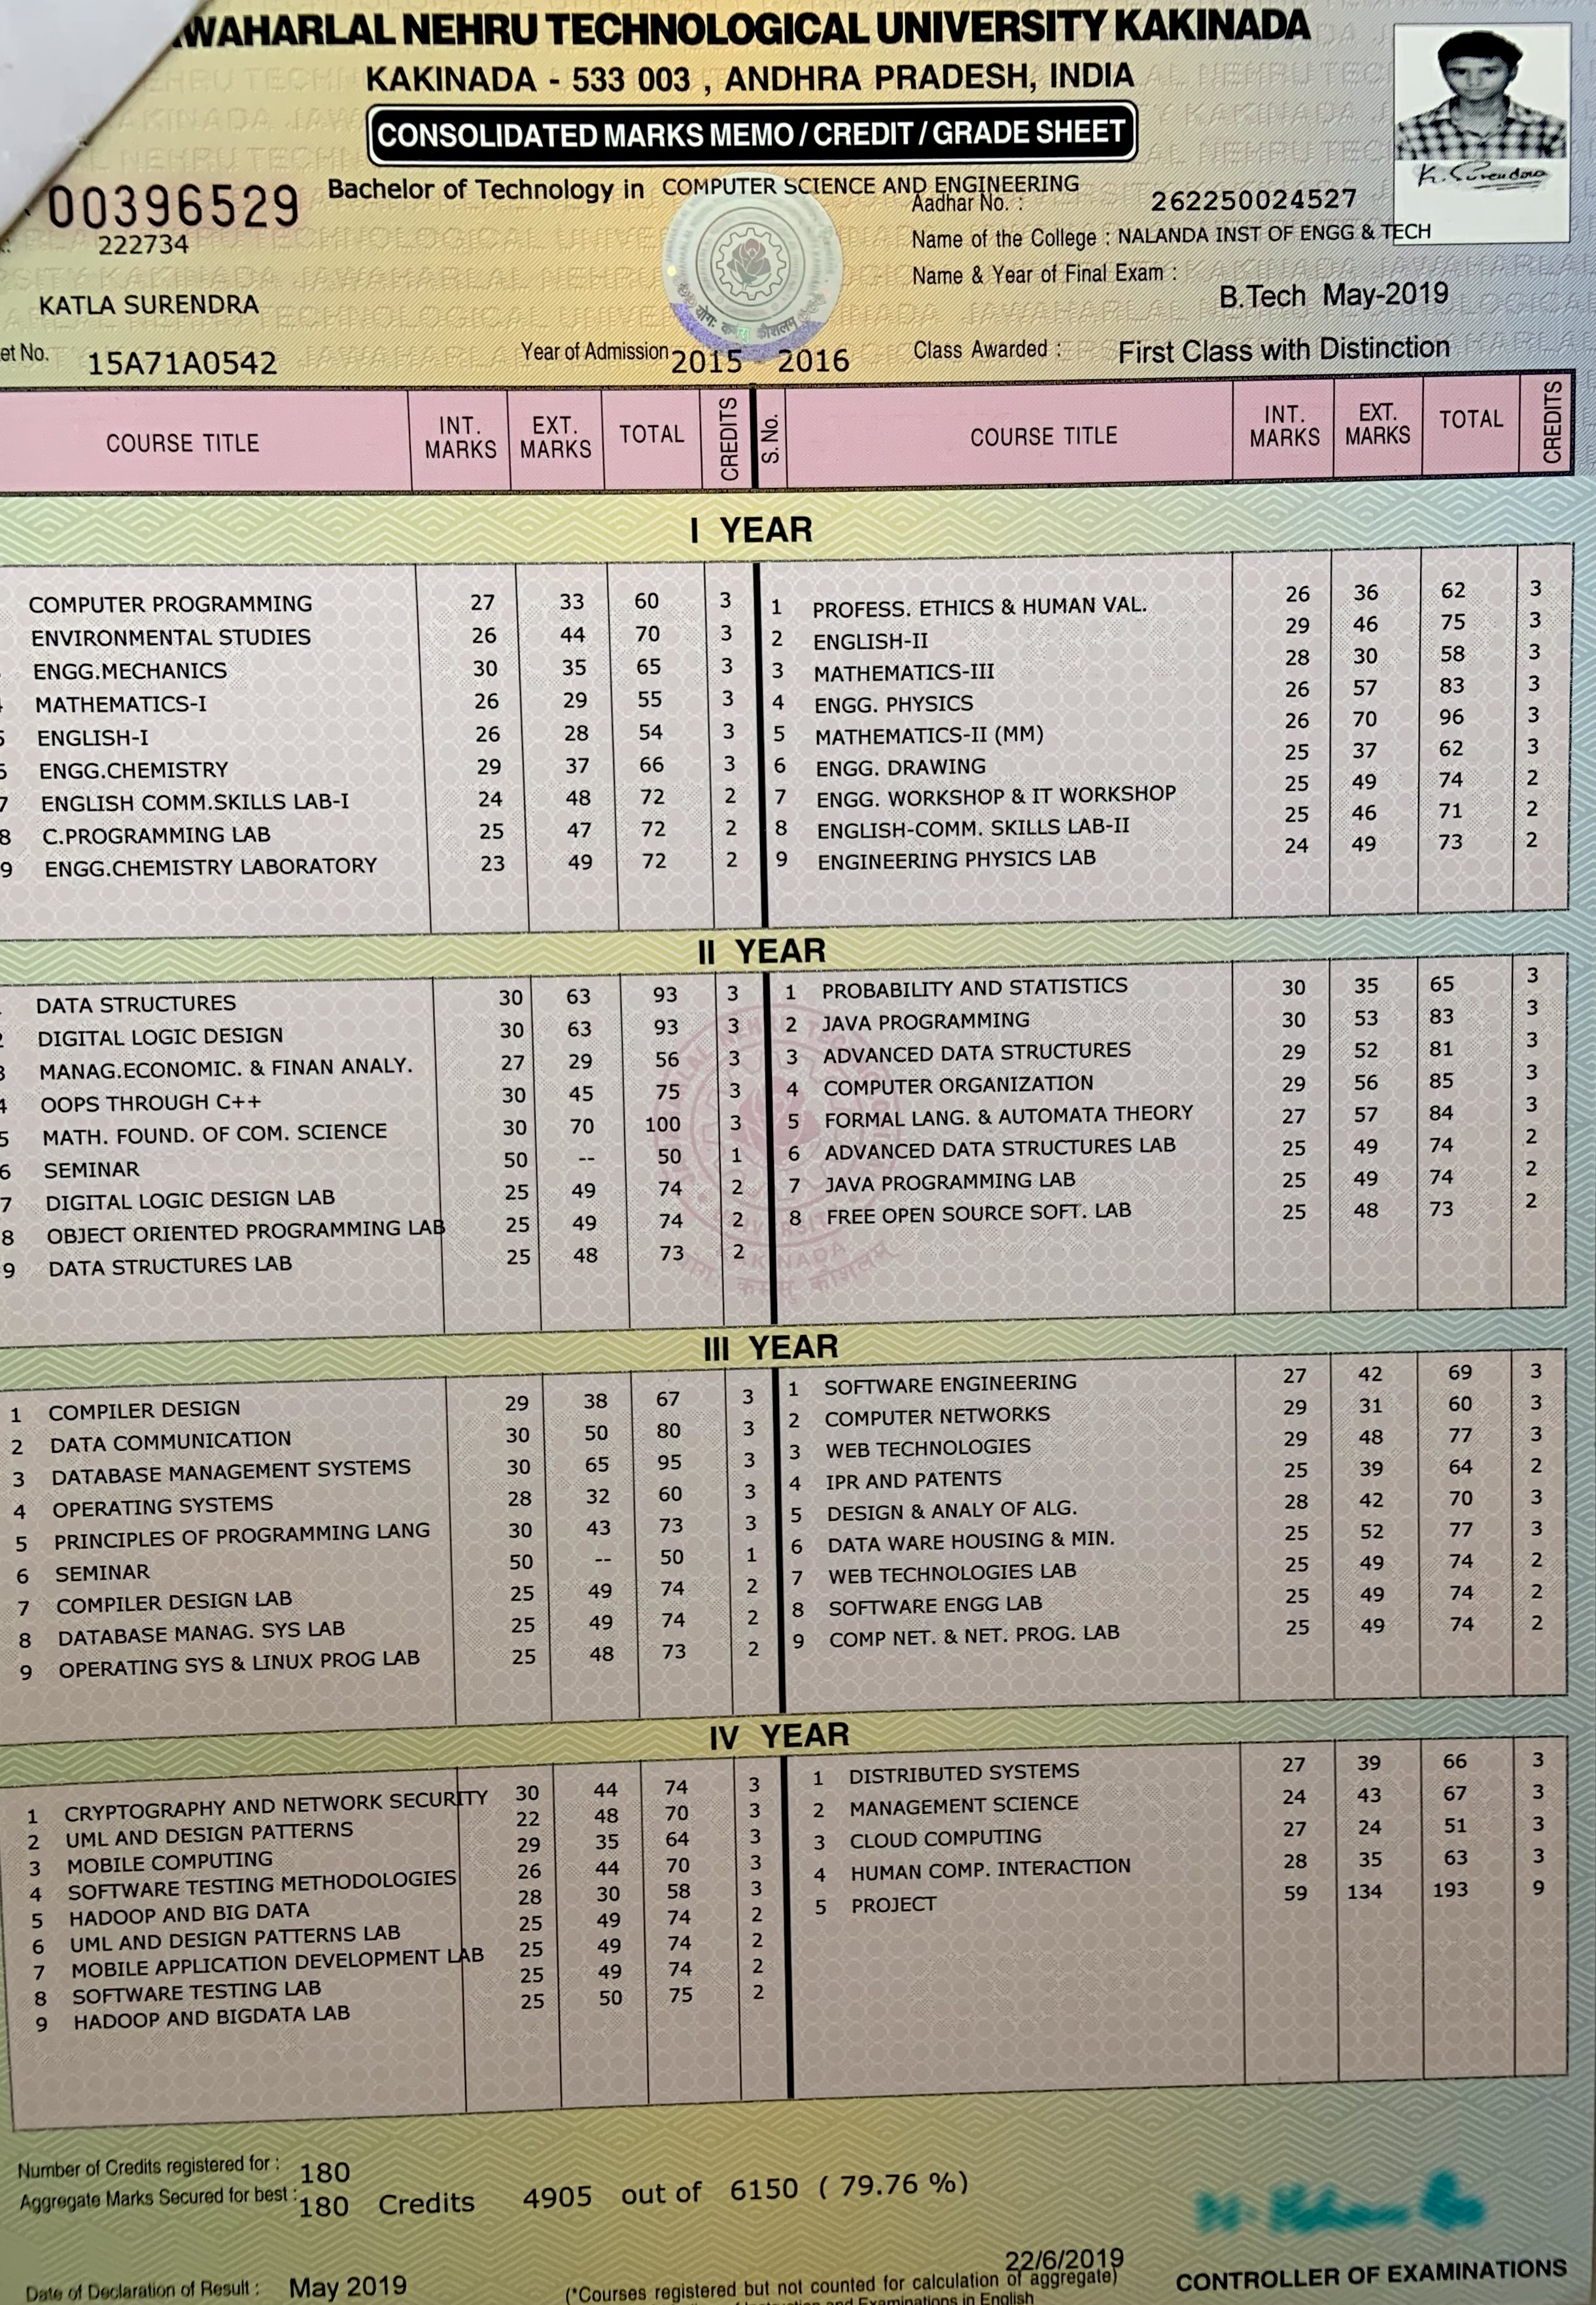 WAHARLAL NEHRU TECHNOLOGICAL UNIVERSITY KAKINADA
KAKINADA - 533 003 , ANDHRA PRADESH, INDIA
CONSOLIDATED MARKS MEMO / CREDIT / GRADE SHEET
00396529 Bachelor of Technology in COMPUTER SCIENCE AND ENGINEERING
K. Surendra
Aadhar No. : 262250024527
222734
Name of the College : NALANDA INST OF ENGG & TECH
Name & Year of Final Exam :
B.Tech May-2019
KATLA SURENDRA
et No. 15A71A0542 Year of Admission 2015 2016 Class Awarded : First Class with Distinction
COURSE TITLE INT. MARKS EXT. MARKS TOTAL CREDITS S. No. COURSE TITLE INT. MARKS EXT. MARKS TOTAL CREDITS
I YEAR
COMPUTER PROGRAMMING 27 33 60 3 1 PROFESS. ETHICS & HUMAN VAL. 26 36 62 3
ENVIRONMENTAL STUDIES 26 44 70 3 2 ENGLISH-II 29 46 75 3
ENGG.MECHANICS 30 35 65 3 3 MATHEMATICS-III 28 30 58 3
MATHEMATICS-I 26 29 55 3 4 ENGG. PHYSICS 26 57 83 3
5 ENGLISH-I 26 28 54 3 5 MATHEMATICS-II (MM) 26 70 96 3
6 ENGG.CHEMISTRY 29 37 66 3 6 ENGG. DRAWING 25 37 62 3
7 ENGLISH COMM.SKILLS LAB-I 24 48 72 2 7 ENGG. WORKSHOP & IT WORKSHOP 25 49 74 2
8 C.PROGRAMMING LAB 25 47 72 2 8 ENGLISH-COMM. SKILLS LAB-II 25 46 71 2
9 ENGG.CHEMISTRY LABORATORY 23 49 72 2 9 ENGINEERING PHYSICS LAB 24 49 73 2
II YEAR
DATA STRUCTURES 30 63 93 3 1 PROBABILITY AND STATISTICS 30 35 65 3
DIGITAL LOGIC DESIGN 30 63 93 3 2 JAVA PROGRAMMING 30 53 83 3
3 MANAG.ECONOMIC. & FINAN ANALY. 27 29 56 3 3 ADVANCED DATA STRUCTURES 29 52 81 3
4 OOPS THROUGH C++ 30 45 75 3 4 COMPUTER ORGANIZATION 29 56 85 3
5 MATH. FOUND. OF COM. SCIENCE 30 70 100 3 5 FORMAL LANG. & AUTOMATA THEORY 27 57 84 3
6 SEMINAR 50 -- 50 1 6 ADVANCED DATA STRUCTURES LAB 25 49 74 2
7 DIGITAL LOGIC DESIGN LAB 25 49 74 2 7 JAVA PROGRAMMING LAB 25 49 74 2
8 OBJECT ORIENTED PROGRAMMING LAB 25 49 74 2 8 FREE OPEN SOURCE SOFT. LAB 25 48 73 2
9 DATA STRUCTURES LAB 25 48 73 2
III YEAR
1 COMPILER DESIGN 29 38 67 3 1 SOFTWARE ENGINEERING 27 42 69 3
2 DATA COMMUNICATION 30 50 80 3 2 COMPUTER NETWORKS 29 31 60 3
3 DATABASE MANAGEMENT SYSTEMS 30 65 95 3 3 WEB TECHNOLOGIES 29 48 77 3
4 OPERATING SYSTEMS 28 32 60 3 4 IPR AND PATENTS 25 39 64 2
5 PRINCIPLES OF PROGRAMMING LANG 30 43 73 3 5 DESIGN & ANALY OF ALG. 28 42 70 3
6 SEMINAR 50 -- 50 1 6 DATA WARE HOUSING & MIN. 25 52 77 3
7 COMPILER DESIGN LAB 25 49 74 2 7 WEB TECHNOLOGIES LAB 25 49 74 2
8 DATABASE MANAG. SYS LAB 25 49 74 2 8 SOFTWARE ENGG LAB 25 49 74 2
9 OPERATING SYS & LINUX PROG LAB 25 48 73 2 9 COMP NET. & NET. PROG. LAB 25 49 74 2
IV YEAR
1 CRYPTOGRAPHY AND NETWORK SECURITY 30 44 74 3 1 DISTRIBUTED SYSTEMS 27 39 66 3
2 UML AND DESIGN PATTERNS 22 48 70 3 2 MANAGEMENT SCIENCE 24 43 67 3
3 MOBILE COMPUTING 29 35 64 3 3 CLOUD COMPUTING 27 24 51 3
4 SOFTWARE TESTING METHODOLOGIES 26 44 70 3 4 HUMAN COMP. INTERACTION 28 35 63 3
5 HADOOP AND BIG DATA 28 30 58 3 5 PROJECT 59 134 193 9
6 UML AND DESIGN PATTERNS LAB 25 49 74 2
7 MOBILE APPLICATION DEVELOPMENT LAB 25 49 74 2
8 SOFTWARE TESTING LAB 25 49 74 2
9 HADOOP AND BIGDATA LAB 25 50 75 2
Number of Credits registered for : 180
Aggregate Marks Secured for best : 180 Credits 4905 out of 6150 ( 79.76 %)
22/6/2019
Date of Declaration of Result : May 2019 (*Courses registered but not counted for calculation of aggregate) CONTROLLER OF EXAMINATIONS
and Examinations in English